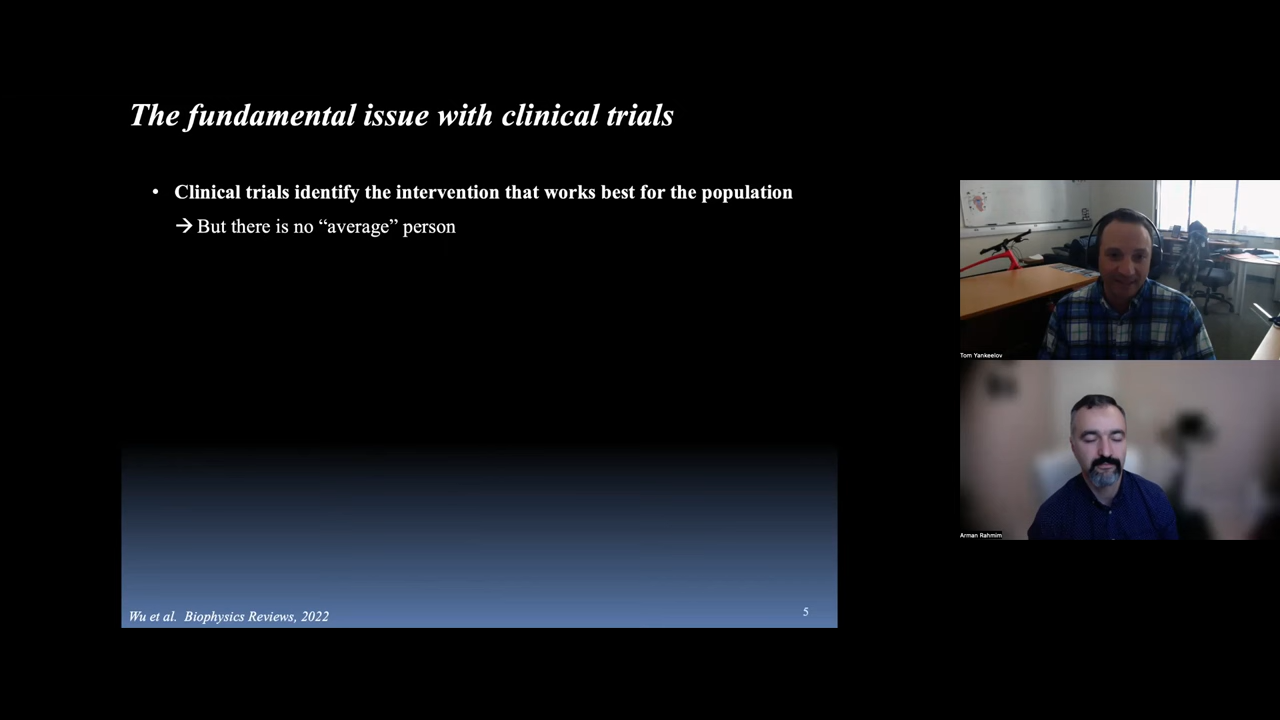 The fundamental issue with clinical trials
• Clinical trials identify the intervention that works best for the population
→ But there is no “average” person
Wu et al. Biophysics Reviews, 2022
5
Tom Yankeelov
Arman Rahmim